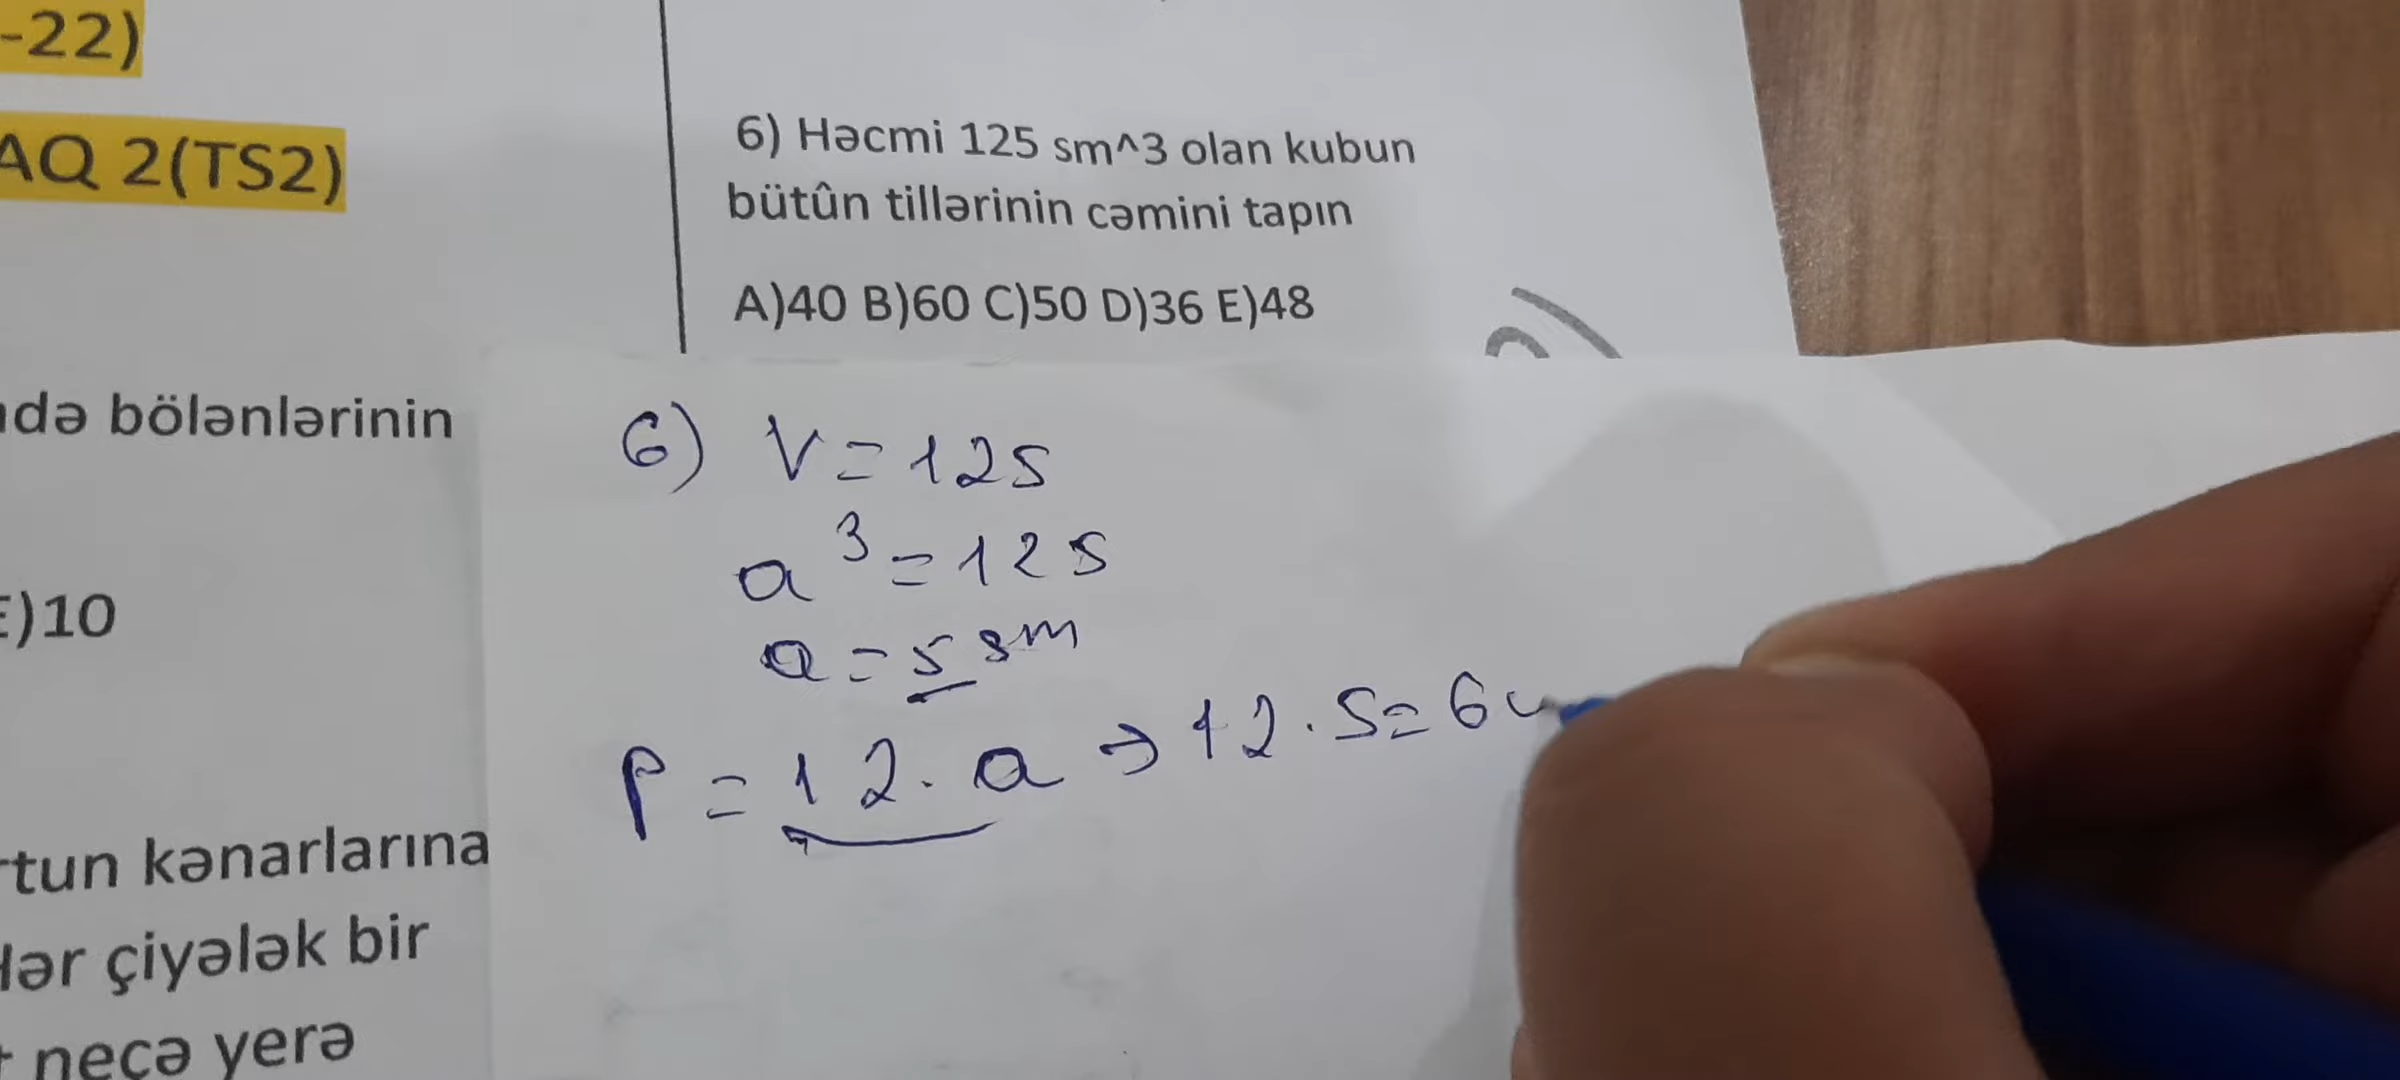 -22)
AQ 2(TS2)
də bölənlərinin
)10
tun kənarlarına
lər çiyələk bir
neçə yerə
6) Həcmi 125 sm^3 olan kubun
bütûn tillərinin cəmini tapın
A)40 B)60 C)50 D)36 E)48
6) V=125
a³=125
a=5 sm
P=12·a→12·5=6